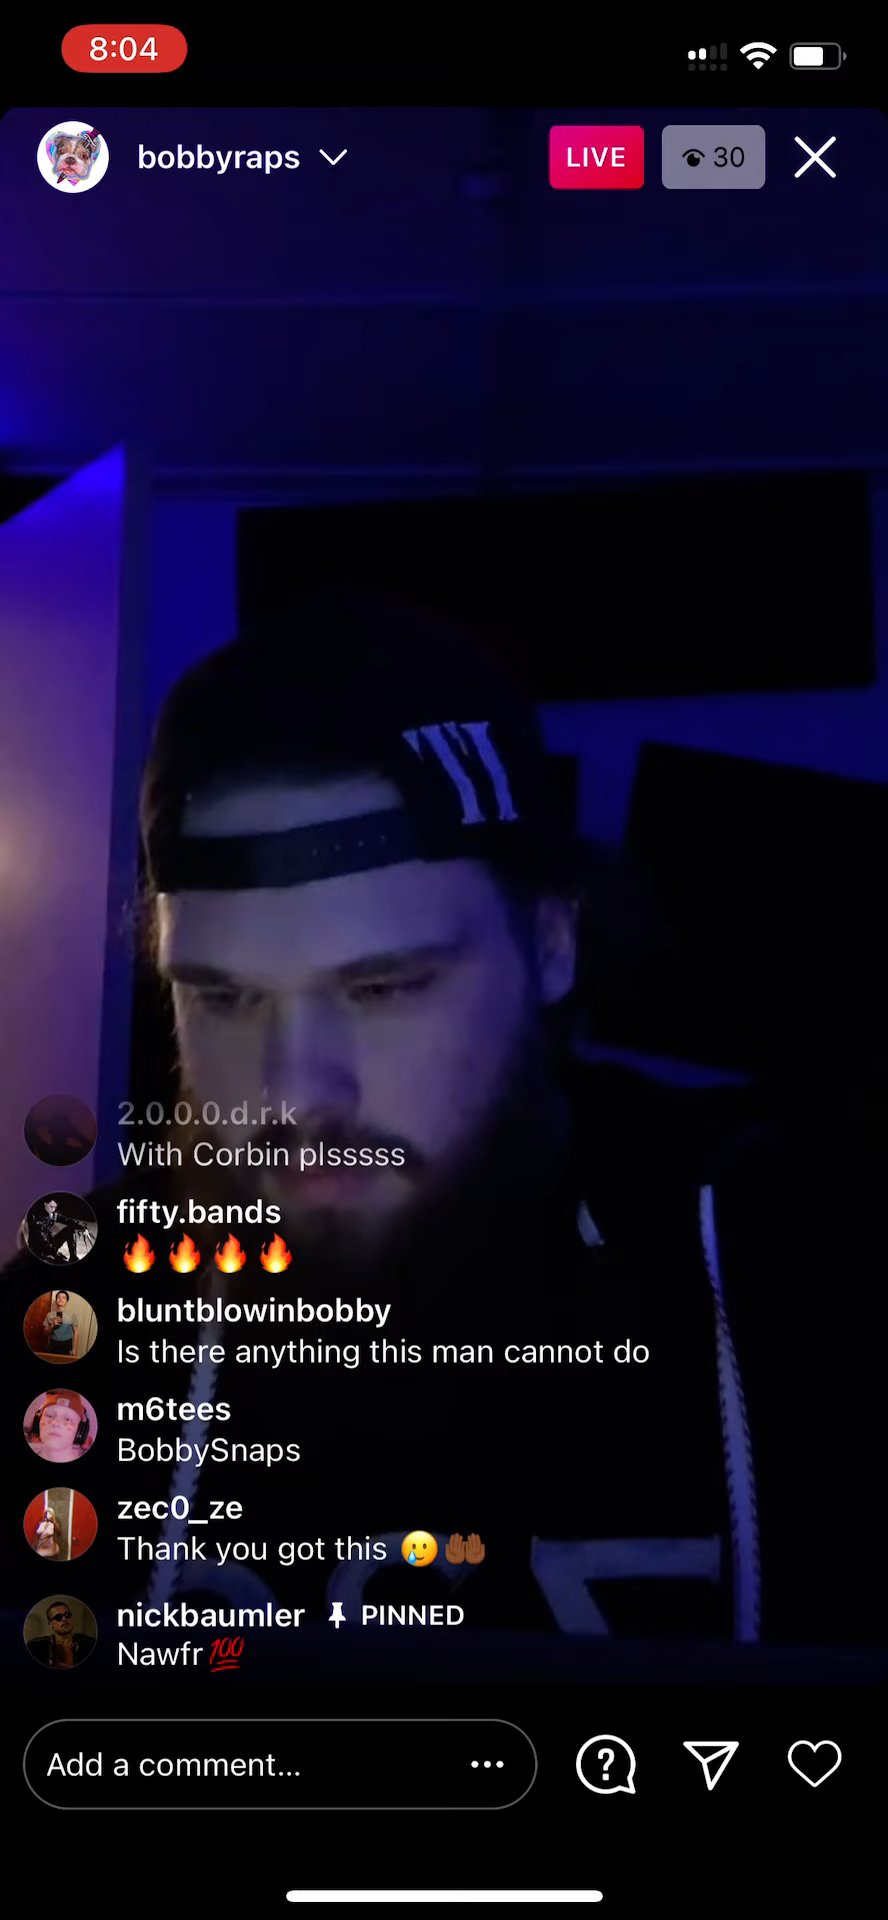 8:04
bobbyraps
LIVE
30
2.0.0.0.d.r.k
With Corbin plsssss
fifty.bands
🔥🔥🔥🔥
bluntblowinbobby
Is there anything this man cannot do
m6tees
BobbySnaps
zec0_ze
Thank you got this 🥲🤲🏾
nickbaumler PINNED
Nawfr💯
Add a comment...